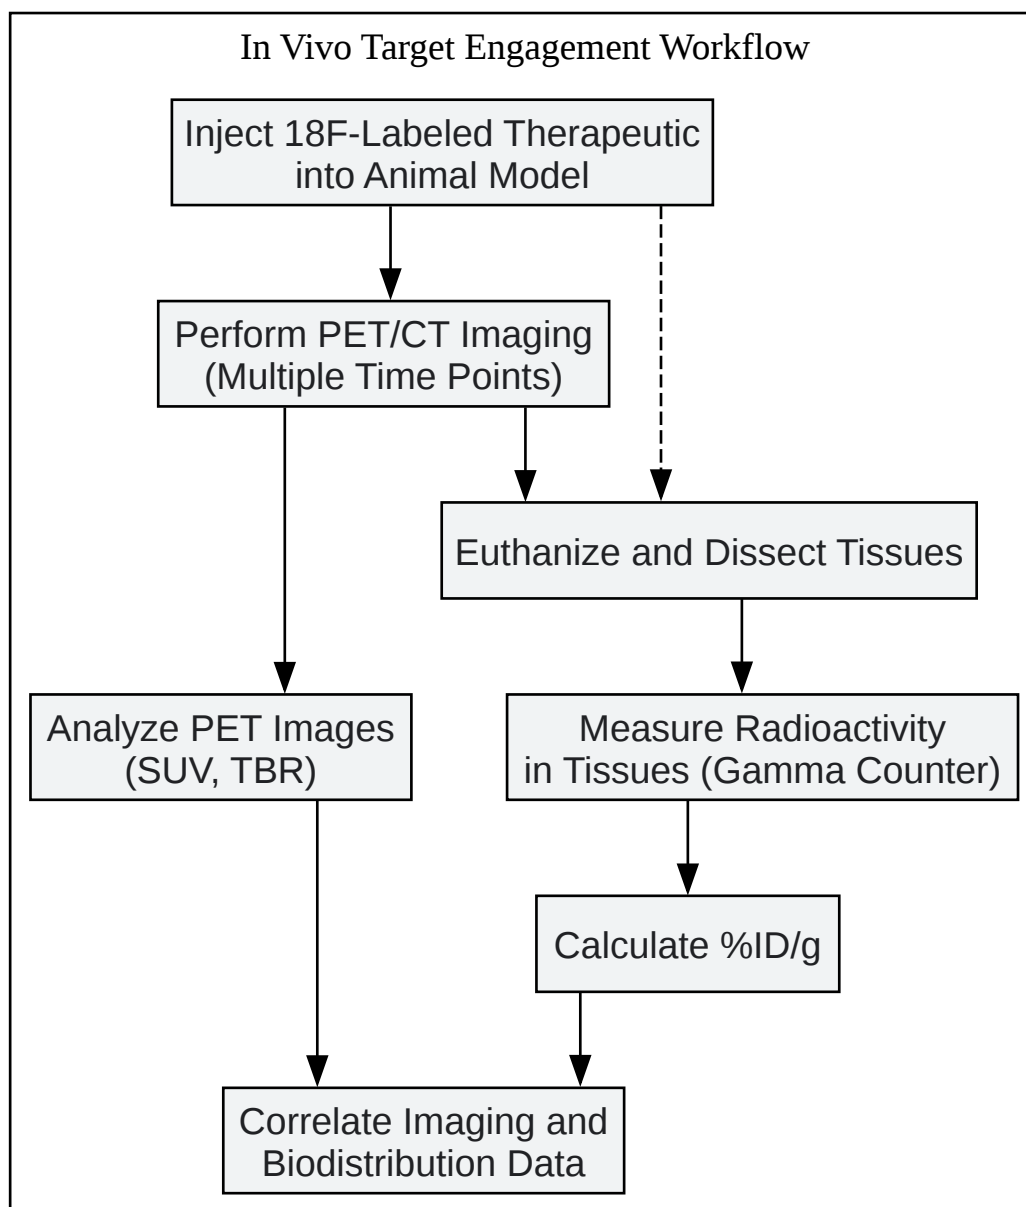 In Vivo Target Engagement Workflow
Inject 18F-Labeled Therapeutic
into Animal Model
Perform PET/CT Imaging
(Multiple Time Points)
Euthanize and Dissect Tissues
Analyze PET Images
(SUV, TBR)
Measure Radioactivity
in Tissues (Gamma Counter)
Calculate %ID/g
Correlate Imaging and
Biodistribution Data